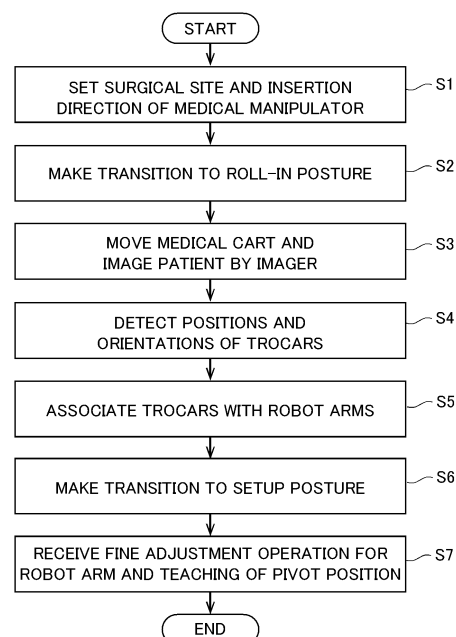 START
SET SURGICAL SITE AND INSERTION
DIRECTION OF MEDICAL MANIPULATOR
S1
MAKE TRANSITION TO ROLL-IN POSTURE
S2
MOVE MEDICAL CART AND
IMAGE PATIENT BY IMAGER
S3
DETECT POSITIONS AND
ORIENTATIONS OF TROCARS
S4
ASSOCIATE TROCARS WITH ROBOT ARMS
S5
MAKE TRANSITION TO SETUP POSTURE
S6
RECEIVE FINE ADJUSTMENT OPERATION FOR
ROBOT ARM AND TEACHING OF PIVOT POSITION
S7
END